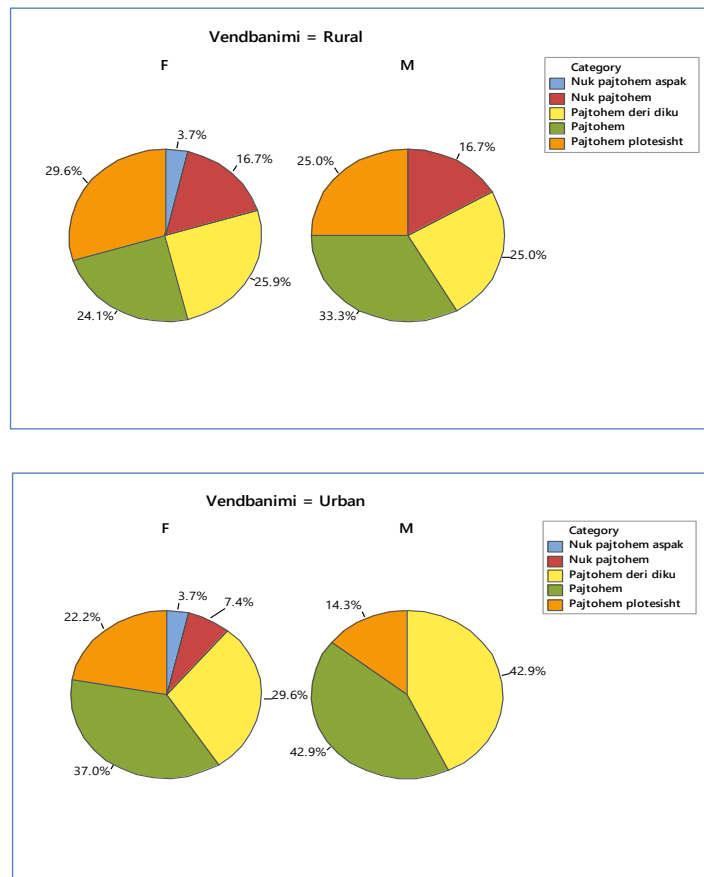 Vendbanimi = Rural
F
M
Category
Nuk pajtohem aspak
Nuk pajtohem
Pajtohem deri diku
Pajtohem
Pajtohem plotesisht
3.7%
16.7%
25.9%
24.1%
29.6%
16.7%
25.0%
33.3%
25.0%
Vendbanimi = Urban
F
M
Category
Nuk pajtohem aspak
Nuk pajtohem
Pajtohem deri diku
Pajtohem
Pajtohem plotesisht
3.7%
7.4%
29.6%
37.0%
22.2%
42.9%
42.9%
14.3%